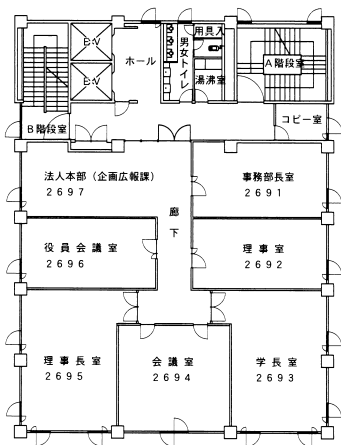 用具入
E.V
ホール
男女トイレ
湯沸室
A階段室
E.V
B階段室
コピー室
法人本部（企画広報課）
2697
事務部長室
2691
廊下
役員会議室
2696
理事室
2692
理事長室
2695
会議室
2694
学長室
2693